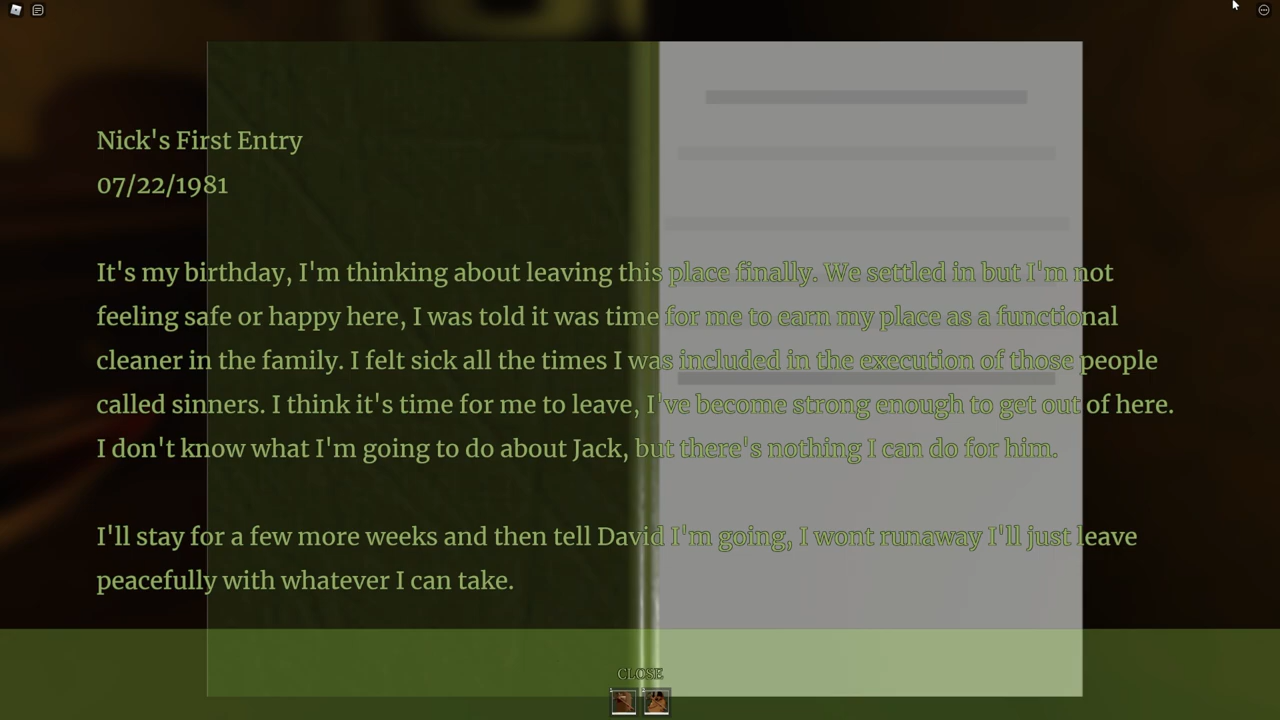 Nick's First Entry
07/22/1981
It's my birthday, I'm thinking about leaving this place finally. We settled in but I'm not
feeling safe or happy here, I was told it was time for me to earn my place as a functional
cleaner in the family. I felt sick all the times I was included in the execution of those people
called sinners. I think it's time for me to leave, I've become strong enough to get out of here.
I don't know what I'm going to do about Jack, but there's nothing I can do for him.
I'll stay for a few more weeks and then tell David I'm going, I wont runaway I'll just leave
peacefully with whatever I can take.
CLOSE
1
2